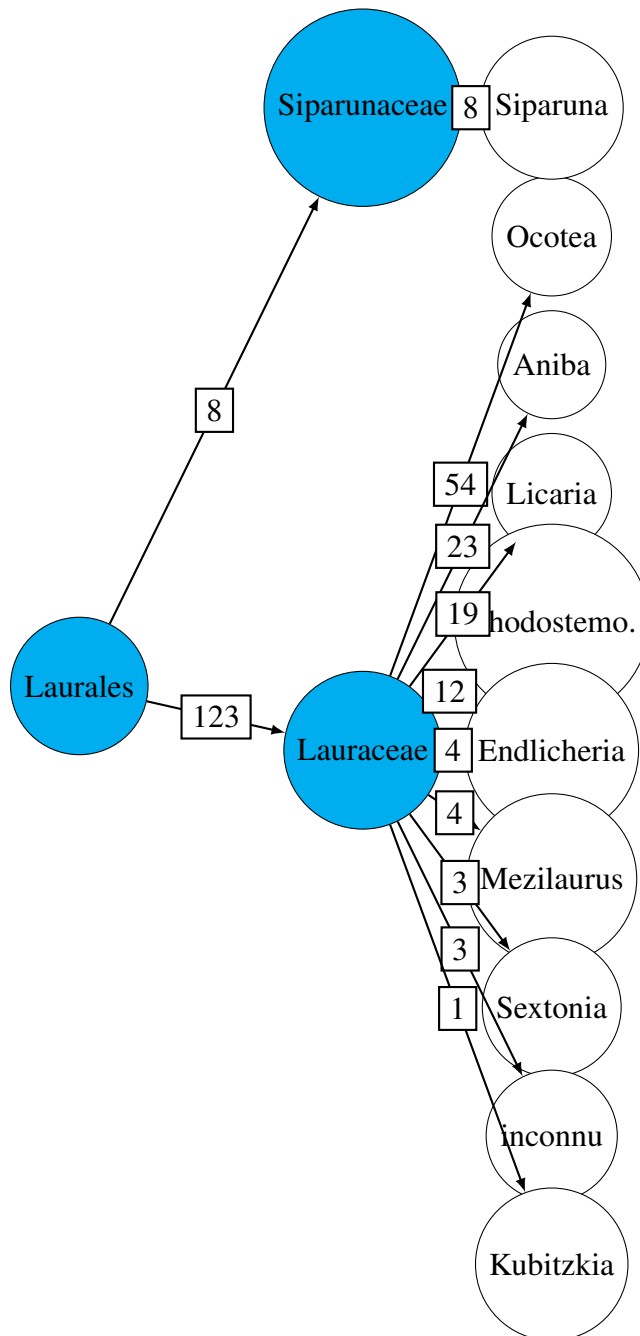 Siparunaceae
8
Siparuna
Ocotea
Aniba
8
54
Licaria
23
19
hodostemo.
Laurales
12
123
Lauraceae
4
Endlicheria
4
3
Mezilaurus
3
1
Sextonia
inconnu
Kubitzkia